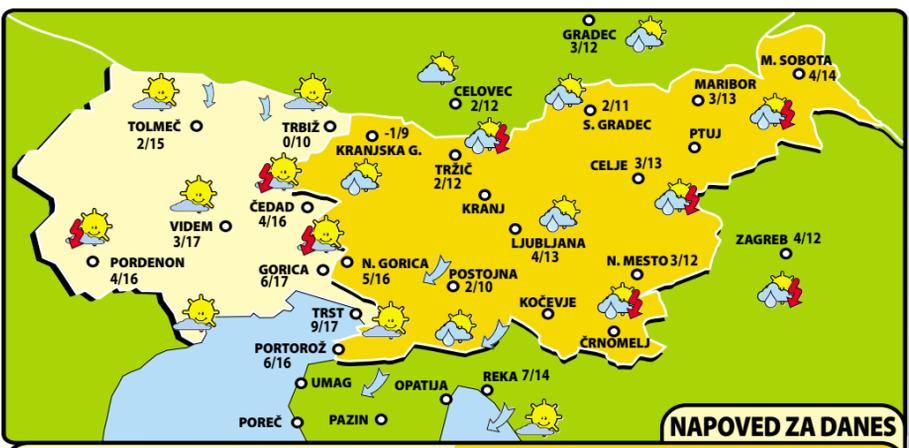 GRADEC
3/12
M. SOBOTA
4/14
CELOVEC
2/12
MARIBOR
3/13
2/11
S. GRADEC
TOLMEČ
2/15
TRBIŽ
0/10
-1/9
KRANJSKA G.
PTUJ
TRŽIČ
2/12
CELJE 3/13
KRANJ
ČEDAD
4/16
VIDEM
3/17
LJUBLJANA
4/13
ZAGREB 4/12
PORDENON
4/16
GORICA
6/17
N. GORICA
5/16
POSTOJNA
2/10
N. MESTO 3/12
KOČEVJE
TRST
9/17
ČRNOMELJ
PORTOROŽ
6/16
UMAG
OPATIJA
REKA 7/14
POREČ
PAZIN
NAPOVED ZA DANES